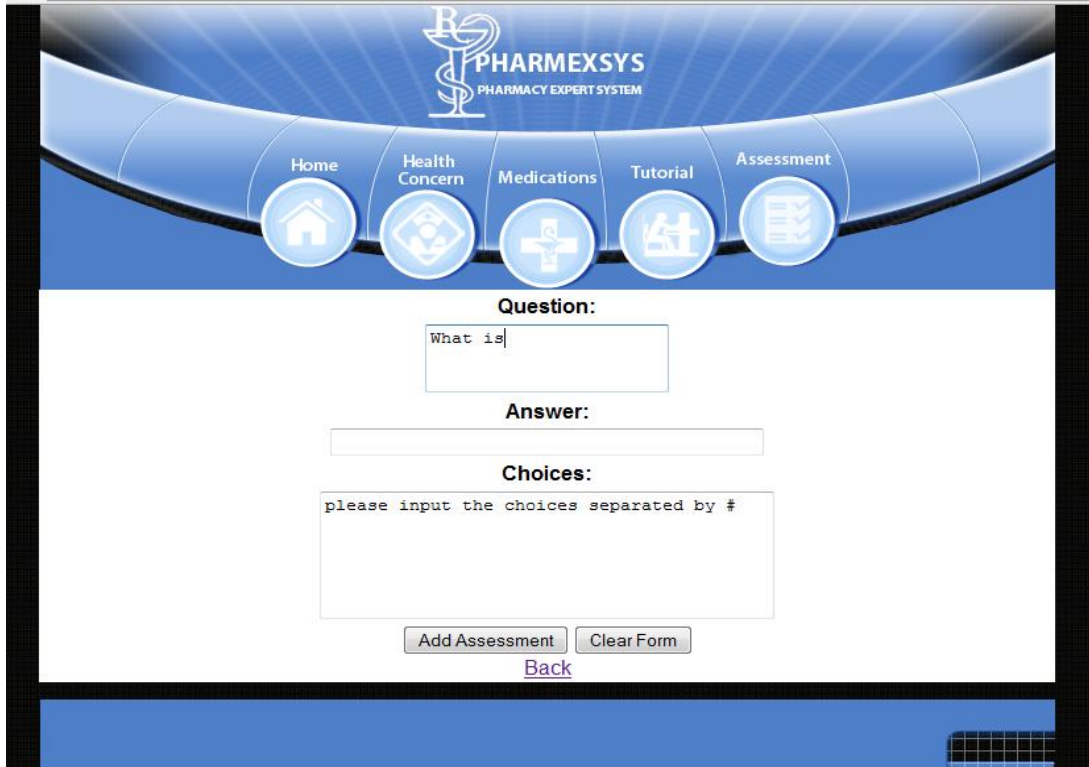 R
PHARMEXSYS
PHARMACY EXPERT SYSTEM
Home
Health
Concern
Medications
Tutorial
Assessment
Question:
What is
Answer:
Choices:
please input the choices separated by #
Add Assessment
Clear Form
Back